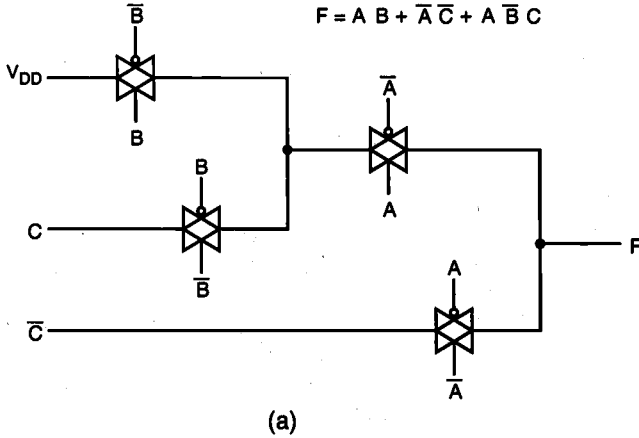 B̅
F = A B + A̅ C̅ + A B̅ C
V_DD
A̅
B
B
A
C
F
B̅
A
C̅
A̅
(a)